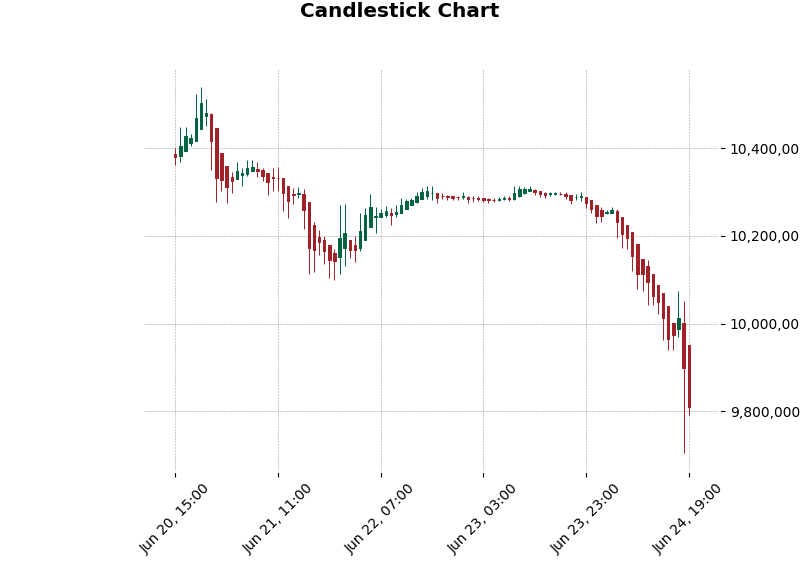 Candlestick Chart
10,400,00
10,200,00
10,000,00
9,800,000
Jun 20, 15:00
Jun 21, 11:00
Jun 22, 07:00
Jun 23, 03:00
Jun 23, 23:00
Jun 24, 19:00